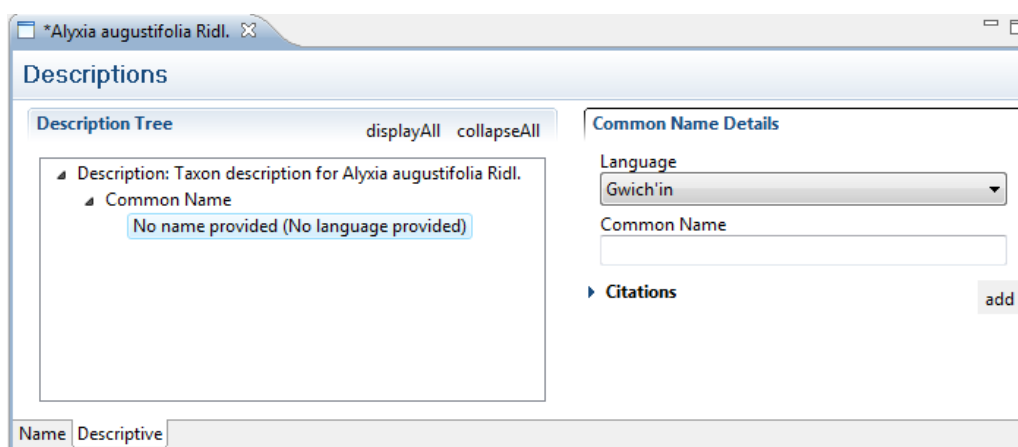 *Alyxia augustifolia Ridl.
Descriptions
Description Tree
displayAll collapseAll
Description: Taxon description for Alyxia augustifolia Ridl.
Common Name
No name provided (No language provided)
Common Name Details
Language
Gwich'in
Common Name
Citations
add
Name Descriptive